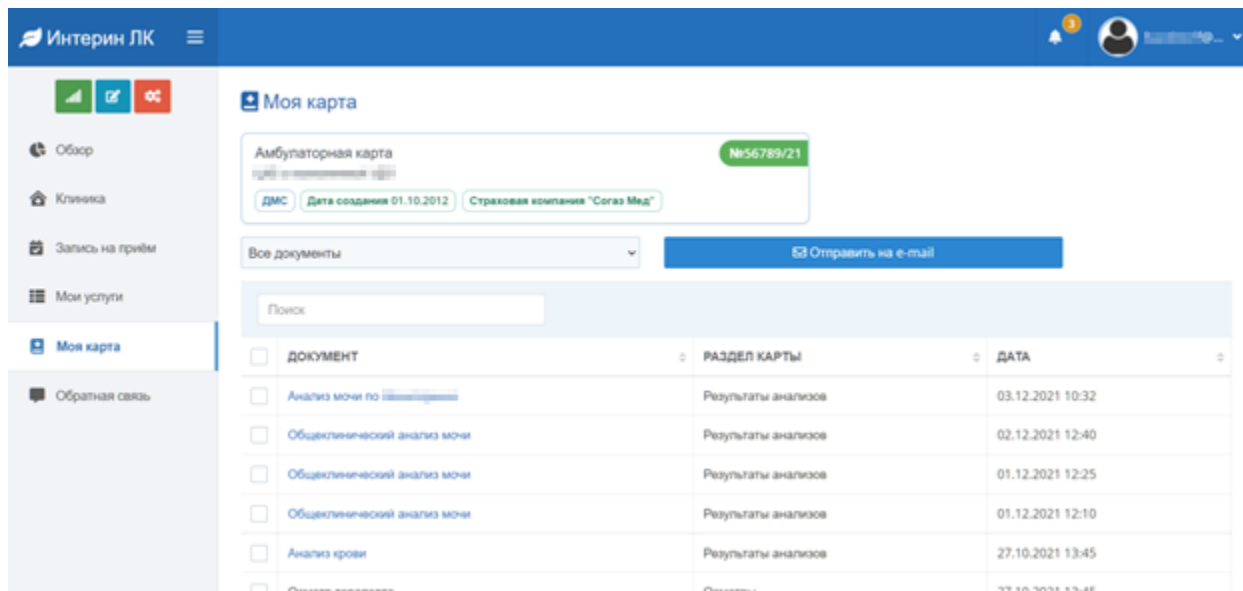 Интерин ЛК
3
Моя карта
Амбулаторная карта
№56789/21
ДМС
Дата создания 01.10.2012
Страховая компания "Согаз Мед"
Обзор
Клиника
Запись на приём
Мои услуги
Моя карта
Обратная связь
Все документы
Отправить на e-mail
Поиск
ДОКУМЕНТ РАЗДЕЛ КАРТЫ ДАТА
Анализ мочи по Результаты анализов 03.12.2021 10:32
Общеклинический анализ мочи Результаты анализов 02.12.2021 12:40
Общеклинический анализ мочи Результаты анализов 01.12.2021 12:25
Общеклинический анализ мочи Результаты анализов 01.12.2021 12:10
Анализ крови Результаты анализов 27.10.2021 13:45